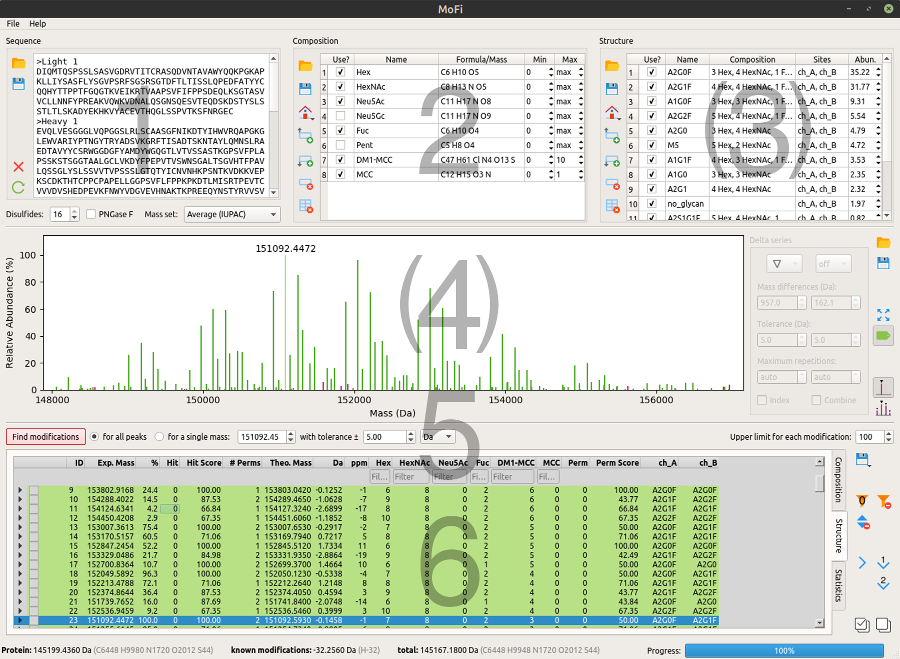 MoFi
File Help
Sequence
>Light 1
DIQMTQSPSSLSASVGDRVTITCRASQDVNTAVAWYQQKPGKAP
KLLIYSASFLYSGVPSRFSGSRSGTDFTLTISSLQPEDFATYYC
QQHYTTPPTFGQGTKVEIKRTVAAPSVFIFPPSDEQLKSGTASV
VCLLNNFYPREAKVQWKVDNALQSGNSQESVTEQDSKDSTYSLS
STLTLSKADYEKHKVYACEVTHQGLSSPVTKSFNRGEC
>Heavy 1
EVQLVESGGGLVQPGGSLRLSCAASGFNIKDTYIHWVRQAPGKG
LEWVARIYPTNGYTRYADSVKGRFTISADTSKNTAYLQMNSLRA
EDTAVYYCSRWGGDGFYAMDYWGQGTLVTVSSASTKGPSVFPLA
PSSKSTSGGTAALGCLVKDYFPEPVTVSWNSGALTSGVHTFPAV
LQSSGLYSLSSVVTVPSSSLGTQTYICNVNHKPSNTKVDKKVEP
KSCDKTHTCPPCPAPELLGGPSVFLFPPKPKDTLMISRTPEVTC
VVVDVSHEDPEVKFNWYVDGVEVHNAKTKPREEQYNSTYRVVSV
Disulfides: 16 PNGase F Mass set: Average (IUPAC)
Composition
Use? Name Formula/Mass Min Max
1 Hex C6 H10 O5 0 max
2 HexNAc C8 H13 N O5 0 max
3 Neu5Ac C11 H17 N O8 0 max
4 Neu5Gc C11 H17 N O9 0 max
5 Fuc C6 H10 O4 0 max
6 Pent C5 H8 O4 0 max
7 DM1-MCC C47 H61 Cl N4 O13 S 0 10
8 MCC C12 H15 O3 N 0 1
Structure
Use? Name Composition Sites Abun.
1 A2G0F 3 Hex, 4 HexNAc, 1 F... ch_A, ch_B 35.22
2 A2G1F 4 Hex, 4 HexNAc, 1 F... ch_A, ch_B 31.77
3 A1G0F 3 Hex, 3 HexNAc, 1 F... ch_A, ch_B 9.31
4 A2G2F 5 Hex, 4 HexNAc, 1 F... ch_A, ch_B 5.54
5 A2G0 3 Hex, 4 HexNAc ch_A, ch_B 4.79
6 M5 5 Hex, 2 HexNAc ch_A, ch_B 4.72
7 A1G1F 4 Hex, 3 HexNAc, 1 F... ch_A, ch_B 3.53
8 A1G0 3 Hex, 3 HexNAc ch_A, ch_B 2.35
9 A2G1 4 Hex, 4 HexNAc ch_A, ch_B 2.32
10 no_glycan ch_A, ch_B 1.97
11 A2S1G1F 5 Hex, 4 HexNAc, 1 ch_A, ch_B 0.82
1
2
(3)
151092.4472
Relative Abundance (%)
100
80
60
40
20
0
148000 150000 152000 154000 156000
Mass (Da)
(4)
Delta series
off
Mass differences (Da):
957.0 162.1
Tolerance (Da):
5.0 5.0
Maximum repetitions:
auto auto
Index Combine
5
Find modifications for all peaks for a single mass: 151092.45 with tolerance ± 5.00 Da Upper limit for each modification: 100
ID Exp. Mass % Hit Hit Score # Perms Theo. Mass Da ppm Hex HexNAc Neu5Ac Fuc DM1-MCC MCC Perm Perm Score ch_A ch_B
Fil... Filter Filter Fi... Filter Fil...
9 153802.9168 24.4 0 100.00 1 153803.0420 -0.1252 -1 6 8 0 2 6 0 0 100.00 A2G0F A2G0F
10 154288.4022 14.5 0 87.53 2 154289.4650 -1.0628 -7 9 8 0 2 6 0 0 43.77 A2G1F A2G2F
11 154124.6341 4.2 0 66.84 1 154127.3240 -2.6899 -17 8 8 0 2 6 0 0 66.84 A2G1F A2G1F
12 154450.4208 2.9 0 67.35 1 154451.6060 -1.1852 -8 10 8 0 2 6 0 0 67.35 A2G2F A2G2F
13 153007.3613 75.4 0 100.00 2 153007.6530 -0.2917 -2 7 8 0 2 5 0 0 50.00 A2G0F A2G1F
14 153170.5157 60.5 0 71.06 1 153169.7940 0.7217 5 8 8 0 2 5 0 0 71.06 A2G1F A2G1F
15 152847.2454 52.2 0 100.00 1 152845.5120 1.7334 11 6 8 0 2 5 0 0 100.00 A2G0F A2G0F
16 153329.0486 21.7 0 84.98 2 153331.9350 -2.8864 -19 9 8 0 2 5 0 0 42.49 A2G1F A2G2F
17 152700.8364 10.7 0 100.00 2 152699.3700 1.4664 10 6 8 0 1 5 0 0 50.00 A2G0F A2G0
18 152049.5892 96.3 0 100.00 2 152050.1230 -0.5338 -4 7 8 0 2 4 0 0 50.00 A2G0F A2G1F
19 152213.4788 72.1 0 71.06 1 152212.2640 1.2148 8 8 8 0 2 4 0 0 71.06 A2G1F A2G1F
20 152374.8644 36.4 0 87.53 2 152374.4050 0.4594 3 9 8 0 2 4 0 0 43.77 A2G1F A2G2F
21 151739.7652 16.0 0 87.69 2 151741.8400 -2.0748 -14 6 8 0 1 4 0 0 43.84 A2G0F A2G0
22 152536.9459 9.2 0 67.35 1 152536.5460 0.3999 3 10 8 0 2 4 0 0 67.35 A2G2F A2G2F
23 151092.4472 100.0 0 100.00 2 151092.5930 -0.1458 -1 7 8 0 2 3 0 0 50.00 A2G0F A2G1F
6
Composition
Structure
Statistics
0
1
2
Protein: 145199.4360 Da (C6448 H9980 N1720 O2012 S44) known modifications: -32.2560 Da (H-32) total: 145167.1800 Da (C6448 H9948 N1720 O2012 S44) Progress: 100%